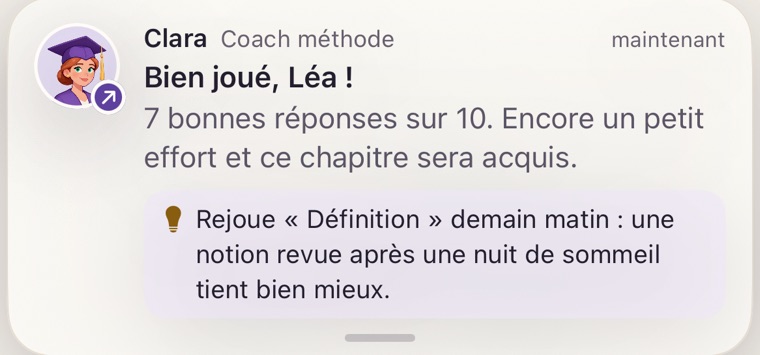 Clara Coach méthode maintenant
Bien joué, Léa !
7 bonnes réponses sur 10. Encore un petit
effort et ce chapitre sera acquis.
Rejoue « Définition » demain matin : une
notion revue après une nuit de sommeil
tient bien mieux.